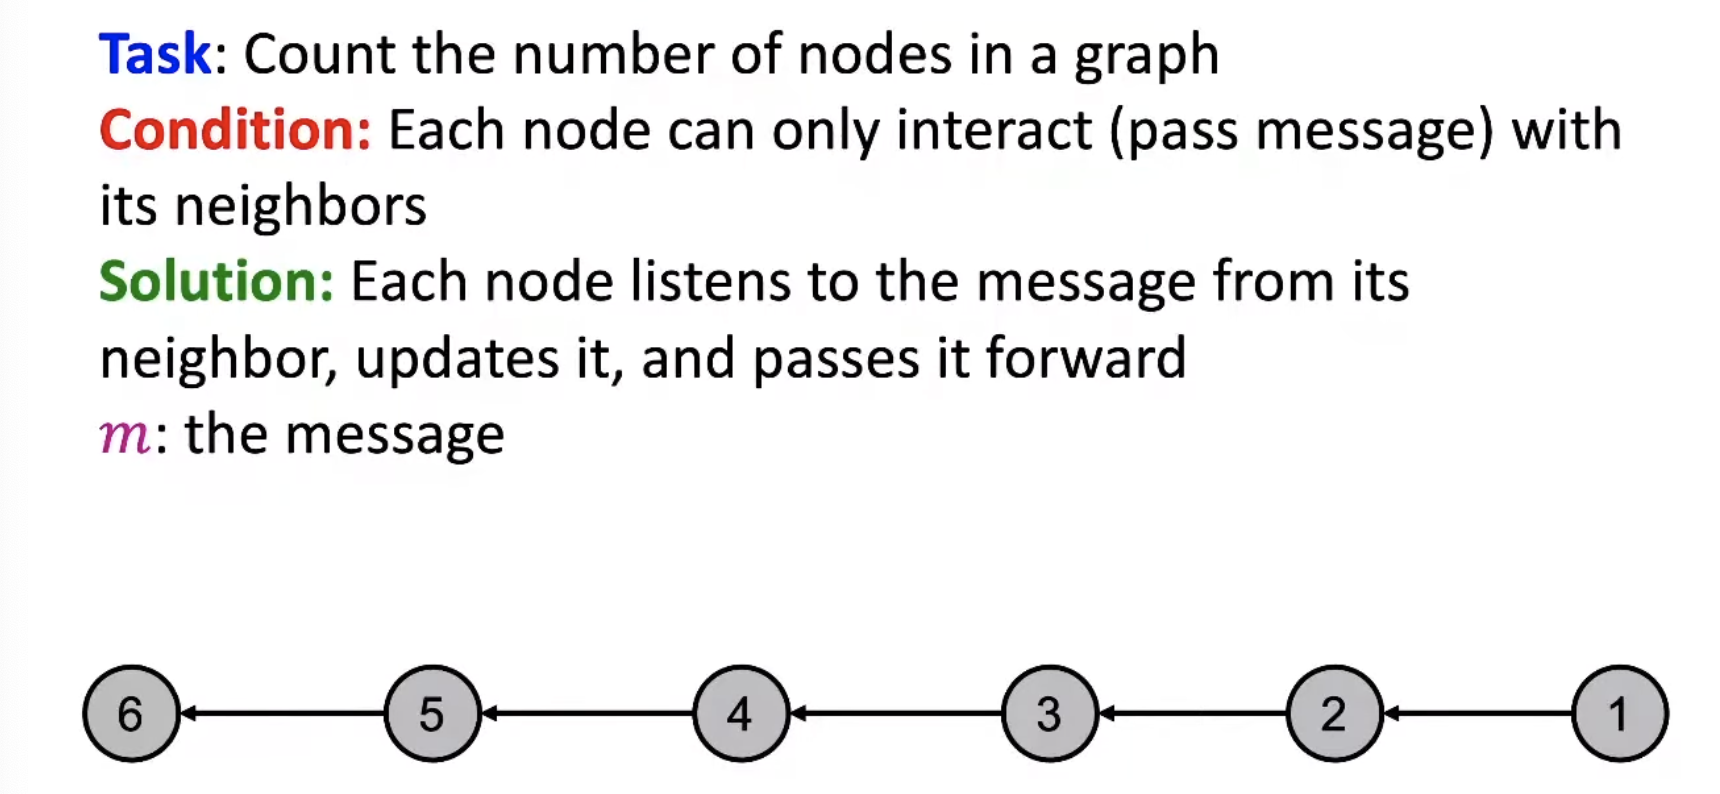 Task: Count the number of nodes in a graph
Condition: Each node can only interact (pass message) with
its neighbors
Solution: Each node listens to the message from its
neighbor, updates it, and passes it forward
m: the message
6 5 4 3 2 1